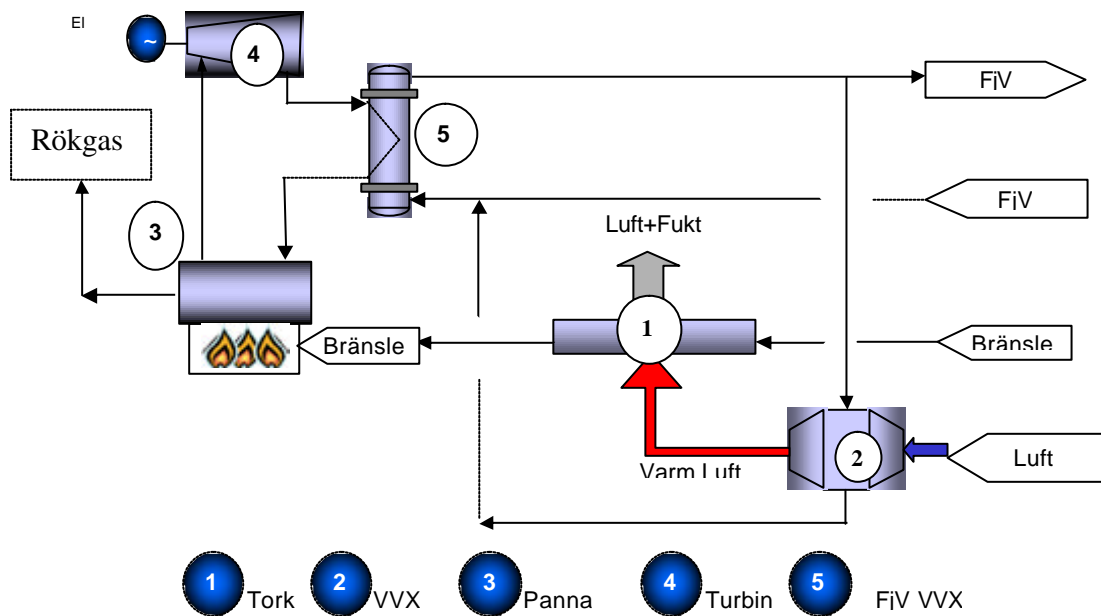 El
~
4
FjV
5
Rökgas
FjV
Luft+Fukt
3
1
Bränsle
Bränsle
2
Luft
Varm Luft
1 Tork 2 VVX 3 Panna 4 Turbin 5 FjV VVX